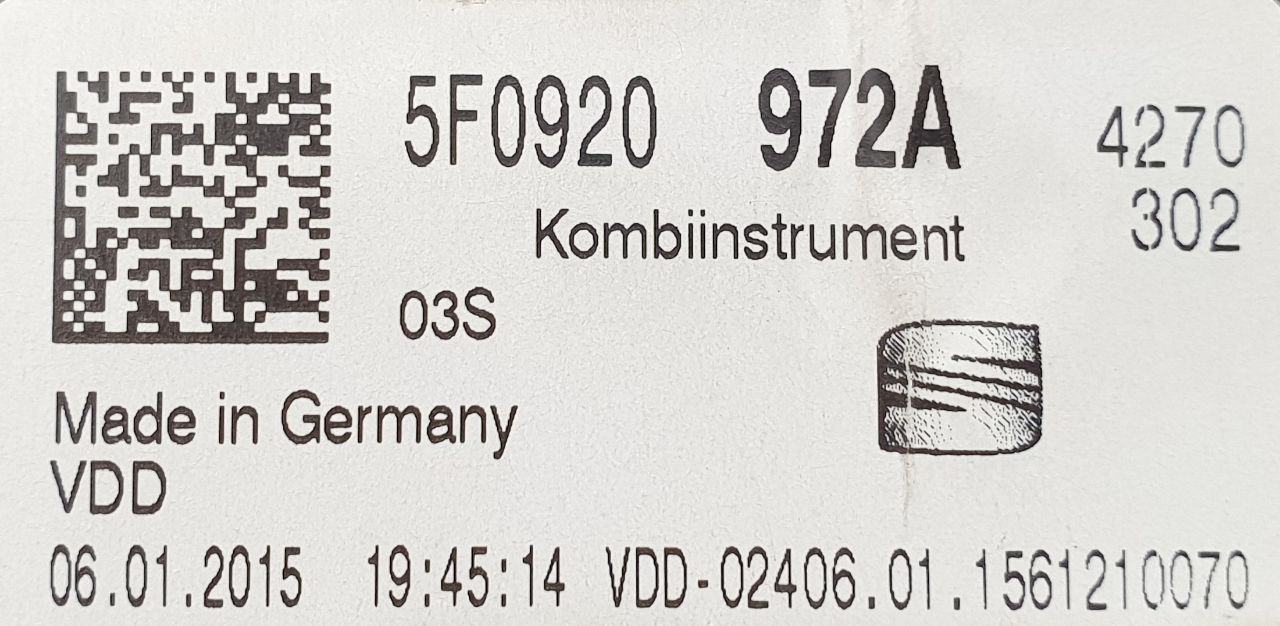 5F0920 972A 4270
302
Kombiinstrument
03S
Made in Germany
VDD
06.01.2015 19:45:14 VDD-02406.01.1561210070